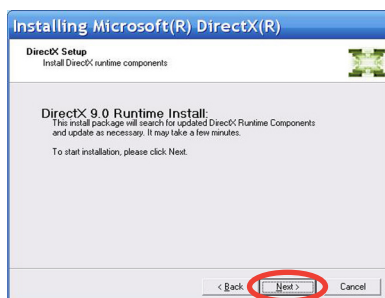 Installing Microsoft(R) DirectX(R)
DirectX Setup
Install DirectX runtime components
DirectX 9.0 Runtime Install:
This install package will search for updated DirectX Runtime Components
and update as necessary. It may take a few minutes.
To start installation, please click Next.
< Back Next > Cancel